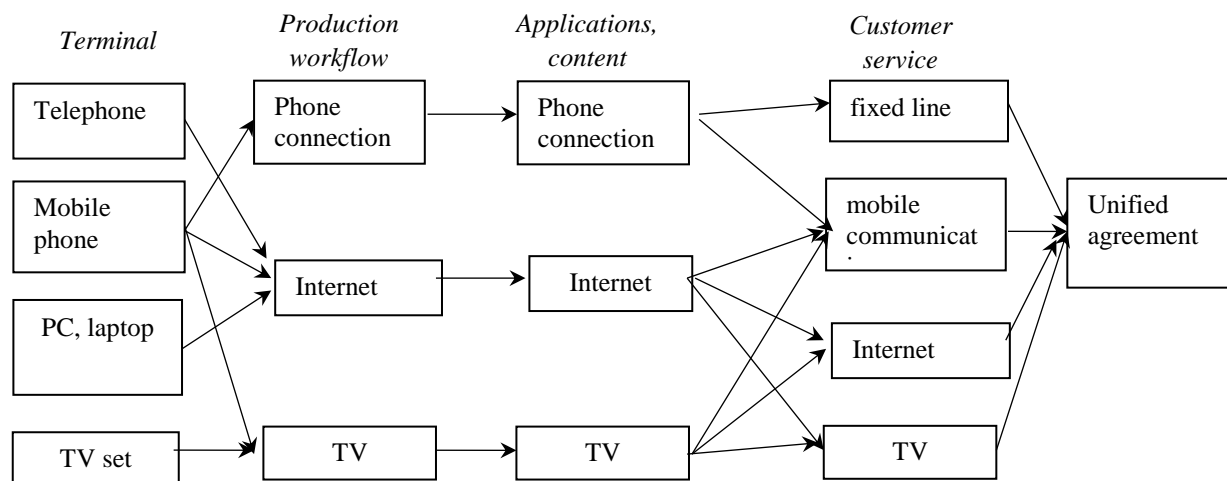 Terminal
Production
workflow
Applications,
content
Customer
service
Telephone
Phone
connection
Phone
connection
fixed line
Mobile
phone
mobile
communicat
Unified
agreement
Internet
Internet
PC, laptop
Internet
TV set
TV
TV
TV